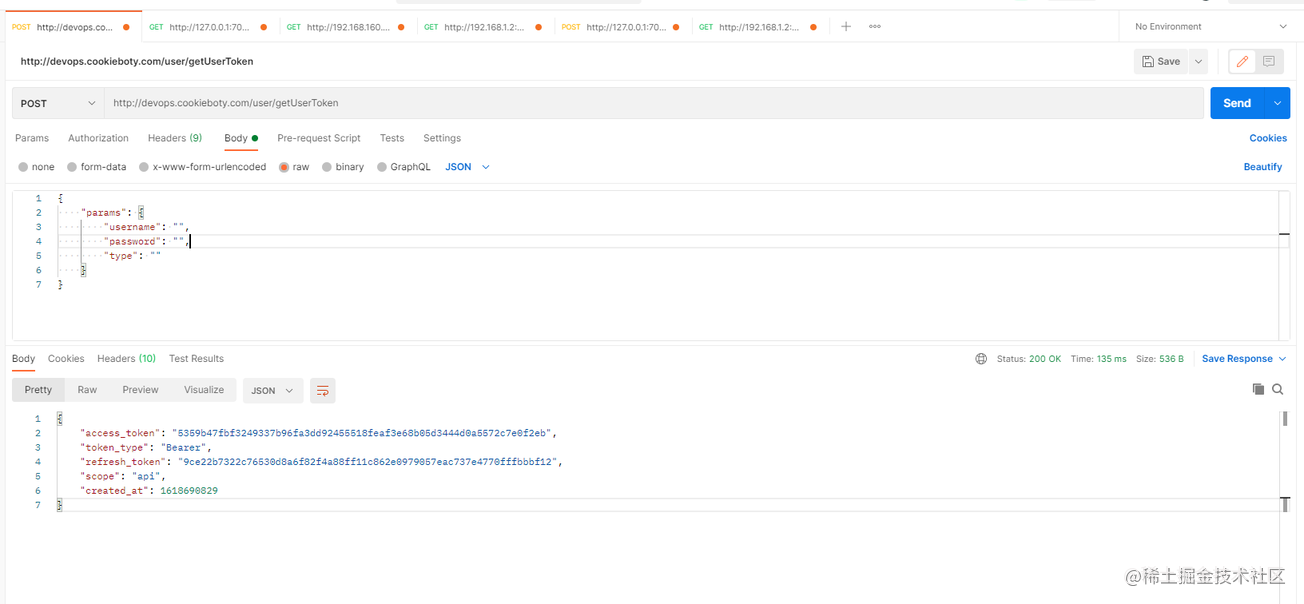 POST http://devops.co... GET http://127.0.0.1:70... GET http://192.168.160.... GET http://192.168.1.2:... POST http://127.0.0.1:70... GET http://192.168.1.2:... No Environment
http://devops.cookieboty.com/user/getUserToken Save
POST http://devops.cookieboty.com/user/getUserToken Send
Params Authorization Headers (9) Body Pre-request Script Tests Settings Cookies
none form-data x-www-form-urlencoded raw binary GraphQL JSON Beautify
1 {
2 "params": {
3 "username": "",
4 "password": "",
5 "type": ""
6 }
7 }
Body Cookies Headers (10) Test Results Status: 200 OK Time: 135 ms Size: 536 B Save Response
Pretty Raw Preview Visualize JSON
1 {
2 "access_token": "5359b47fbf3249337b96fa3dd92455518feaf3e68b05d3444d0a5572c7e0f2eb",
3 "token_type": "Bearer",
4 "refresh_token": "9ce22b7322c76530d8a6f82f4a88ff11c862e0979057eac737e4770fffbbbf12",
5 "scope": "api",
6 "created_at": 1618690829
7 }
@稀土掘金技术社区